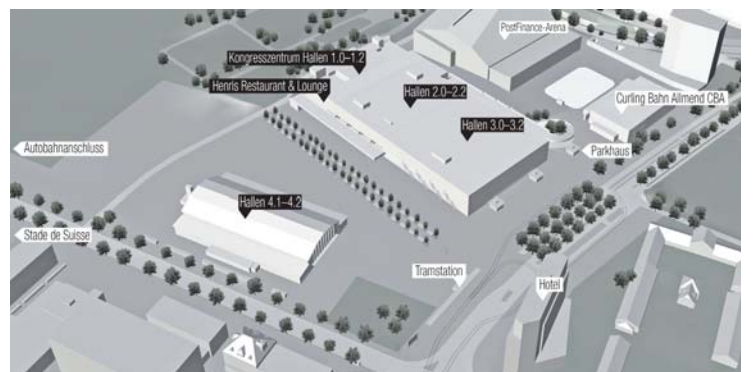 PostFinance-Arena
Kongresszentrum Hallen 1.0–1.2
Henris Restaurant & Lounge
Hallen 2.0–2.2
Curling Bahn Allmend CBA
Hallen 3.0–3.2
Autobahnanschluss
Parkhaus
Hallen 4.1–4.2
Stade de Suisse
Tramstation
Hotel